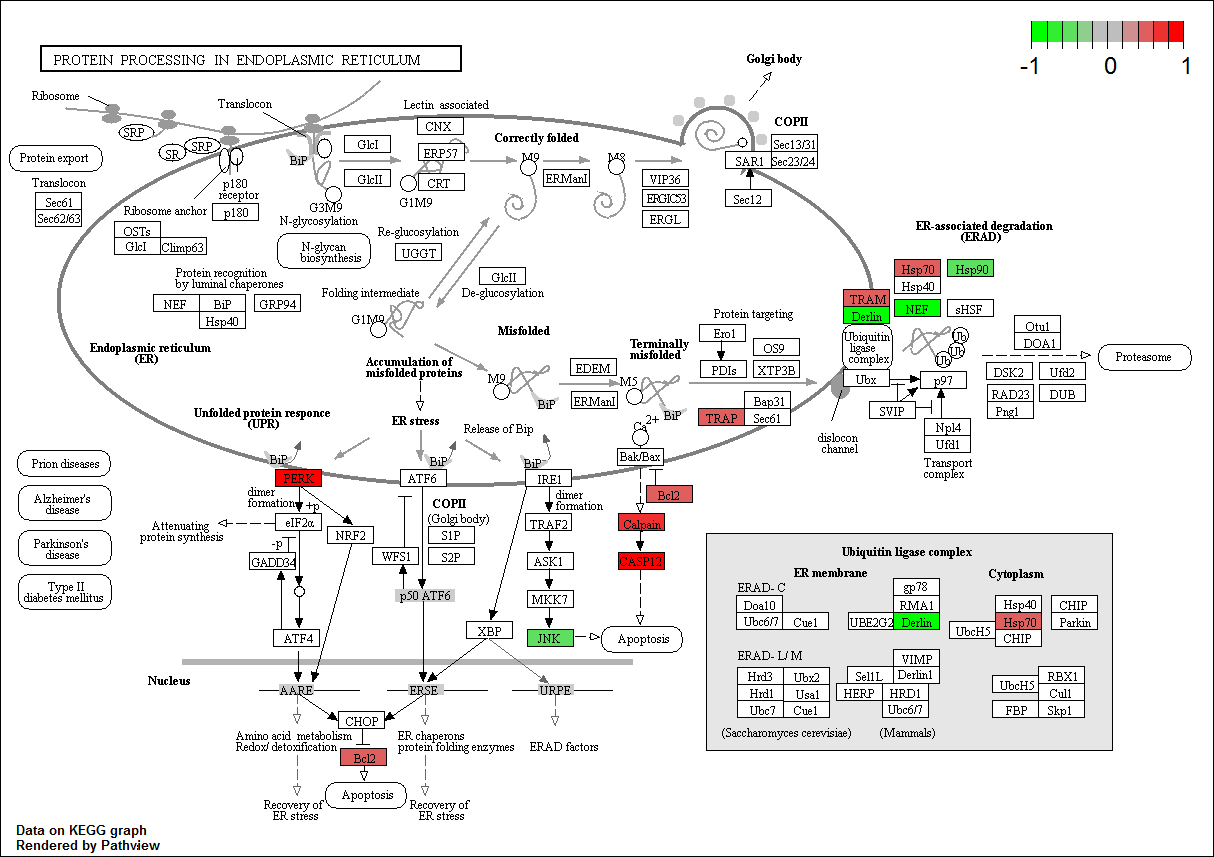 -1
0
1
PROTEIN PROCESSING IN ENDOPLASMIC RETICULUM
Golgi body
Ribosome
Translocon
Lectin associated
COPII
SRP
SR
SRP
CNX
Correctly folded
Protein export
BiP
GlcI
ERP57
M9
M8
Sec13/31
SAR1
Sec23/24
GlcII
CRT
ERManI
VIP36
Translocon
Sec61
Sec62/63
p180
receptor
p180
G3M9
G1M9
ERGIC53
ERGL
Sec12
Ribosome anchor
N-glycosylation
OSTs
GlcI
Climp63
N-glycan
biosynthesis
Re-glucosylation
UGGT
ER-associated degradation
(ERAD)
Protein recognition
by luminal chaperones
GlcII
De-glucosylation
Hsp70
Hsp90
Hsp40
NEF
BiP
GRP94
Hsp40
Folding intermediate
G1M9
TRAM
Derlin
NEF
sHSF
Misfolded
Protein targeting
Endoplasmic reticulum
(ER)
Accumulation of
misfolded proteins
Terminally
misfolded
Ero1
OS9
PDIs
XTP3B
Ubiquitin
ligase
complex
Ub
Ub
Ub
Otu1
DOA1
Proteasome
M9
BiP
EDEM
ERManI
M5
BiP
Ubx
p97
DSK2
Ufd2
RAD23
DUB
Png1
SVIP
Unfolded protein responce
(UPR)
ER stress
Release of Bip
Bap31
TRAP
Sec61
Ca2+
dislocon
channel
Npl4
Ufd1
Transport
complex
Prion diseases
BiP
PERK
BiP
ATF6
BiP
IRE1
Bak/Bax
Alzheimer's
disease
Parkinson's
disease
Type II
diabetes mellitus
dimer
formation
+p
eIF2α
Attenuating
protein synthesis
-p
GADD34
NRF2
COPII
(Golgi body)
S1P
S2P
WFS1
p50 ATF6
dimer
formation
TRAF2
ASK1
MKK7
JNK
XBP
Bcl2
Calpain
CASP12
Apoptosis
ATF4
Nucleus
AARE
ERSE
URPE
CHOP
Bcl2
Apoptosis
Amino acid metabolism
Redox/ detoxification
ER chaperons
protein folding enzymes
ERAD factors
Recovery of
ER stress
Recovery of
ER stress
Ubiquitin ligase complex
ER membrane
Cytoplasm
ERAD- C
Doa10
Ubc6/7
Cue1
gp78
RMA1
UBE2G2
Derlin
Hsp40
Hsp70
UbcH5
CHIP
CHIP
Parkin
ERAD- L/ M
Hrd3
Ubx2
Hrd1
Usa1
Ubc7
Cue1
VIMP
Sel1L
Derlin1
HERP
HRD1
Ubc6/7
UbcH5
RBX1
Cul1
FBP
Skp1
(Saccharomyces cerevisiae)
(Mammals)
Data on KEGG graph
Rendered by Pathview